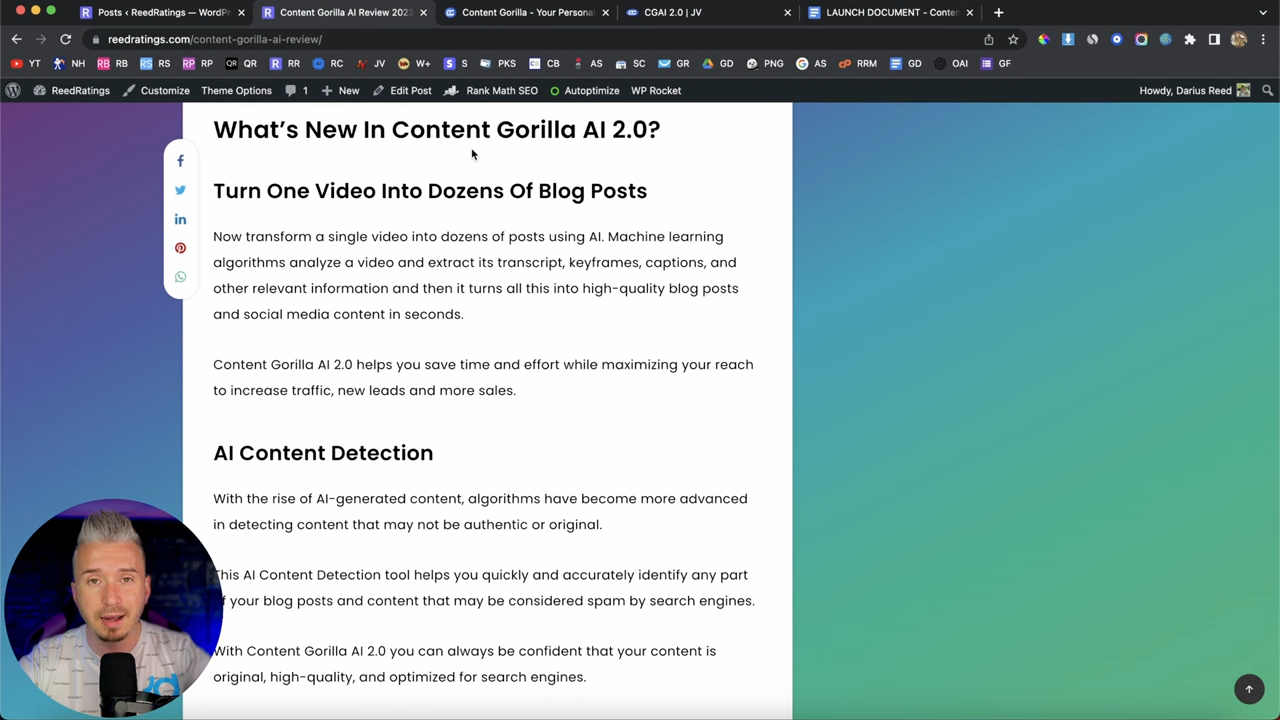 Posts ‹ ReedRatings — WordPr
Content Gorilla AI Review 2023
Content Gorilla - Your Personal
CGAI 2.0 | JV
LAUNCH DOCUMENT - Conten
reedratings.com/content-gorilla-ai-review/
YT NH RB RS RP QR RR RC JV W+ S PKS CB AS SC GR GD PNG AS RRM GD OAI GF
ReedRatings Customize Theme Options 1 New Edit Post Rank Math SEO Autoptimize WP Rocket Howdy, Darius Reed
What's New In Content Gorilla AI 2.0?
Turn One Video Into Dozens Of Blog Posts
Now transform a single video into dozens of posts using AI. Machine learning
algorithms analyze a video and extract its transcript, keyframes, captions, and
other relevant information and then it turns all this into high-quality blog posts
and social media content in seconds.
Content Gorilla AI 2.0 helps you save time and effort while maximizing your reach
to increase traffic, new leads and more sales.
AI Content Detection
With the rise of AI-generated content, algorithms have become more advanced
in detecting content that may not be authentic or original.
This AI Content Detection tool helps you quickly and accurately identify any part
of your blog posts and content that may be considered spam by search engines.
With Content Gorilla AI 2.0 you can always be confident that your content is
original, high-quality, and optimized for search engines.